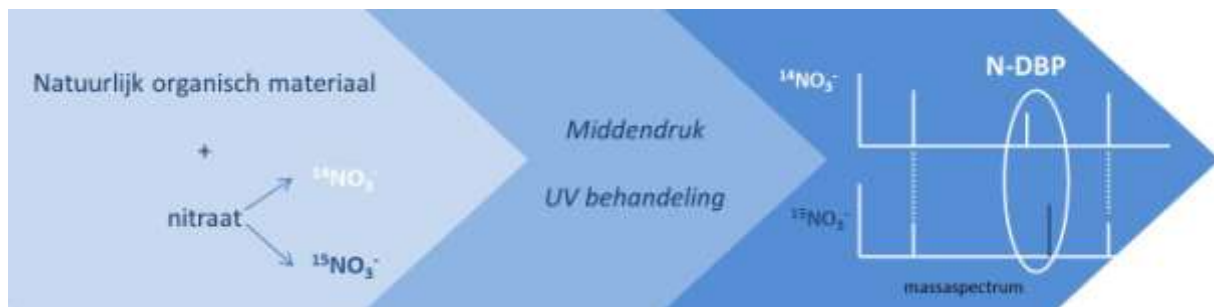 Natuurlijk organisch materiaal
+
nitraat
¹⁴NO₃⁻
¹⁵NO₃⁻
Middendruk
UV behandeling
N-DBP
¹⁴NO₃⁻
¹⁵NO₃⁻
massaspectrum